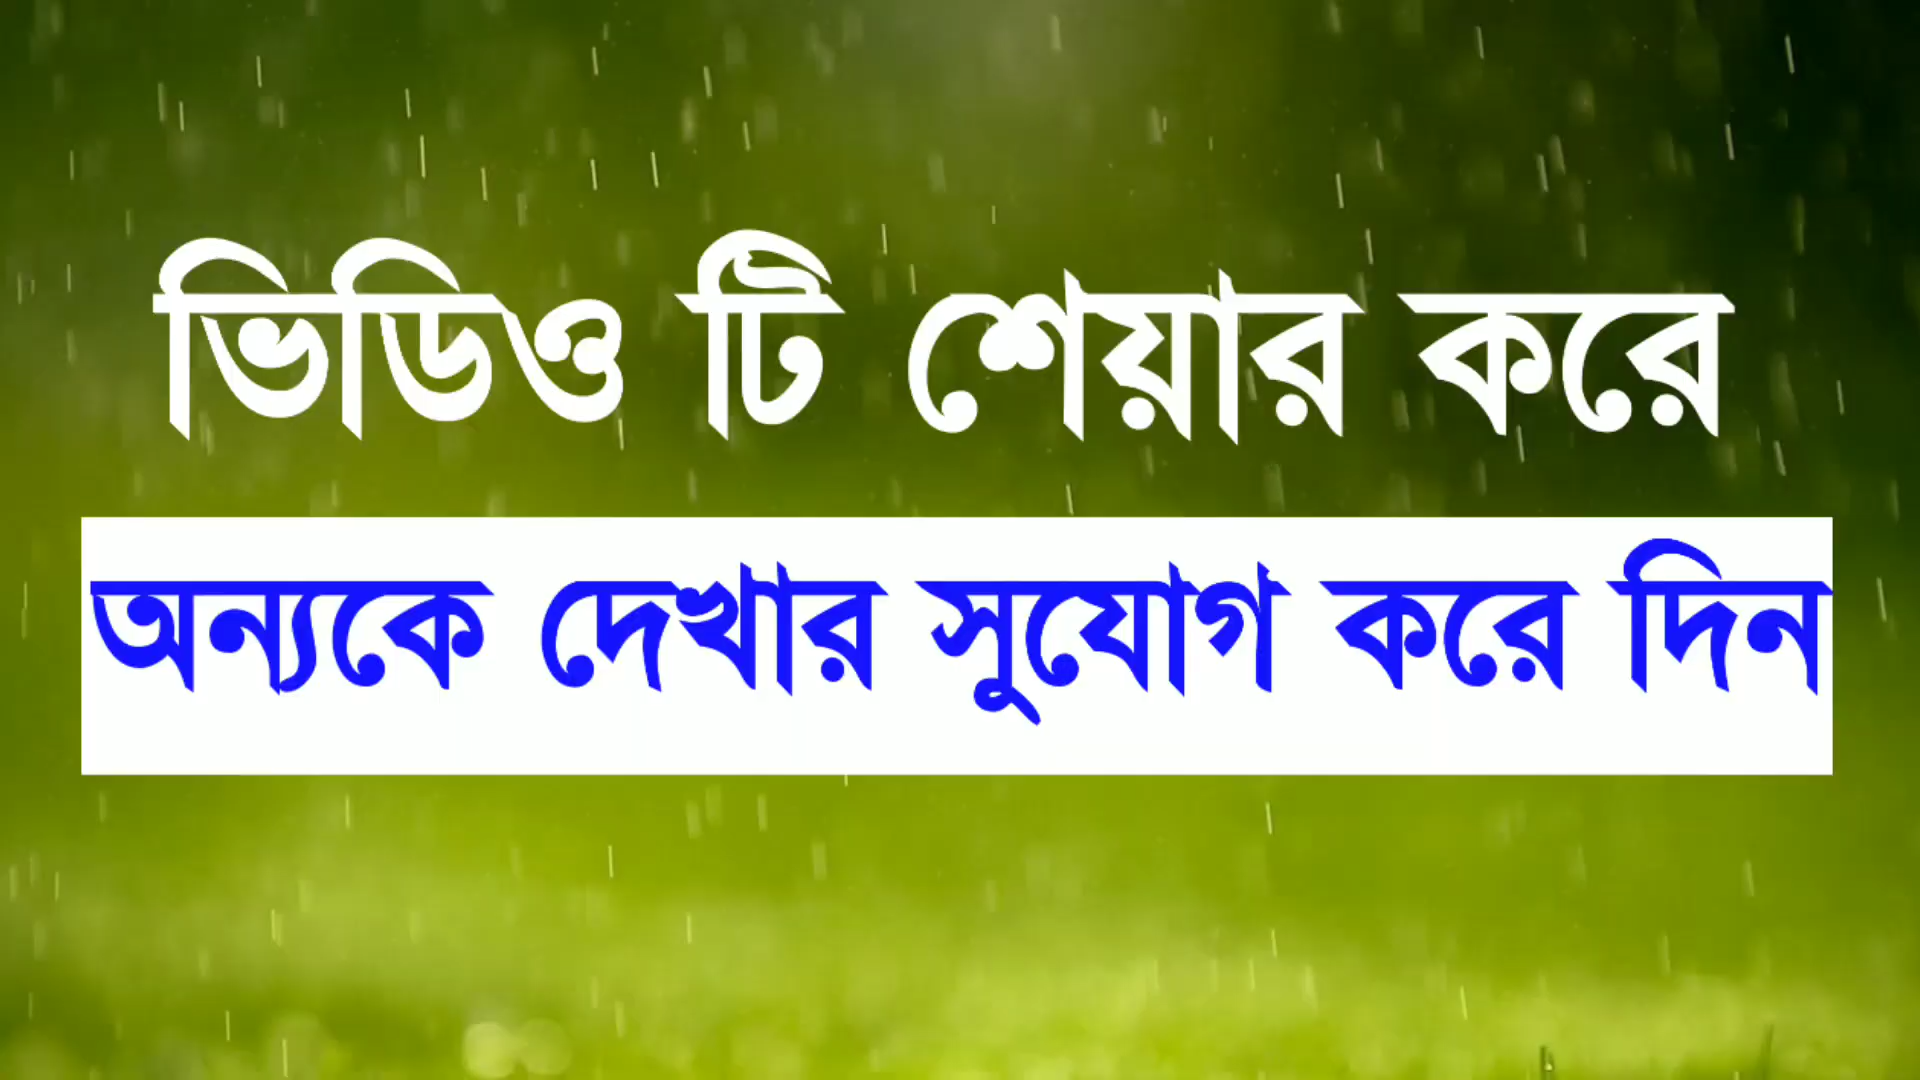 ভিডিও টি শেয়ার করে
অন্যকে দেখার সুযোগ করে দিন